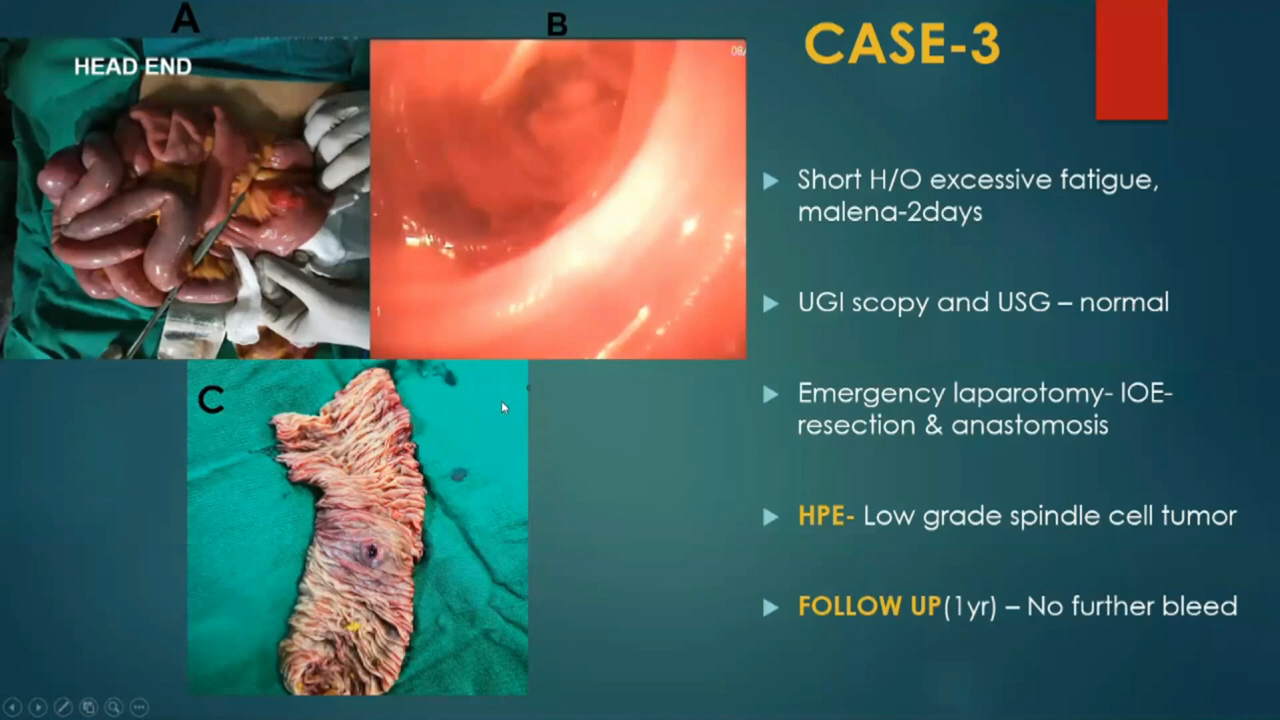 A
B
CASE-3
HEAD END
Short H/O excessive fatigue,
malena-2days
UGI scopy and USG – normal
Emergency laparotomy- IOE-
resection & anastomosis
C
HPE- Low grade spindle cell tumor
FOLLOW UP(1yr) – No further bleed